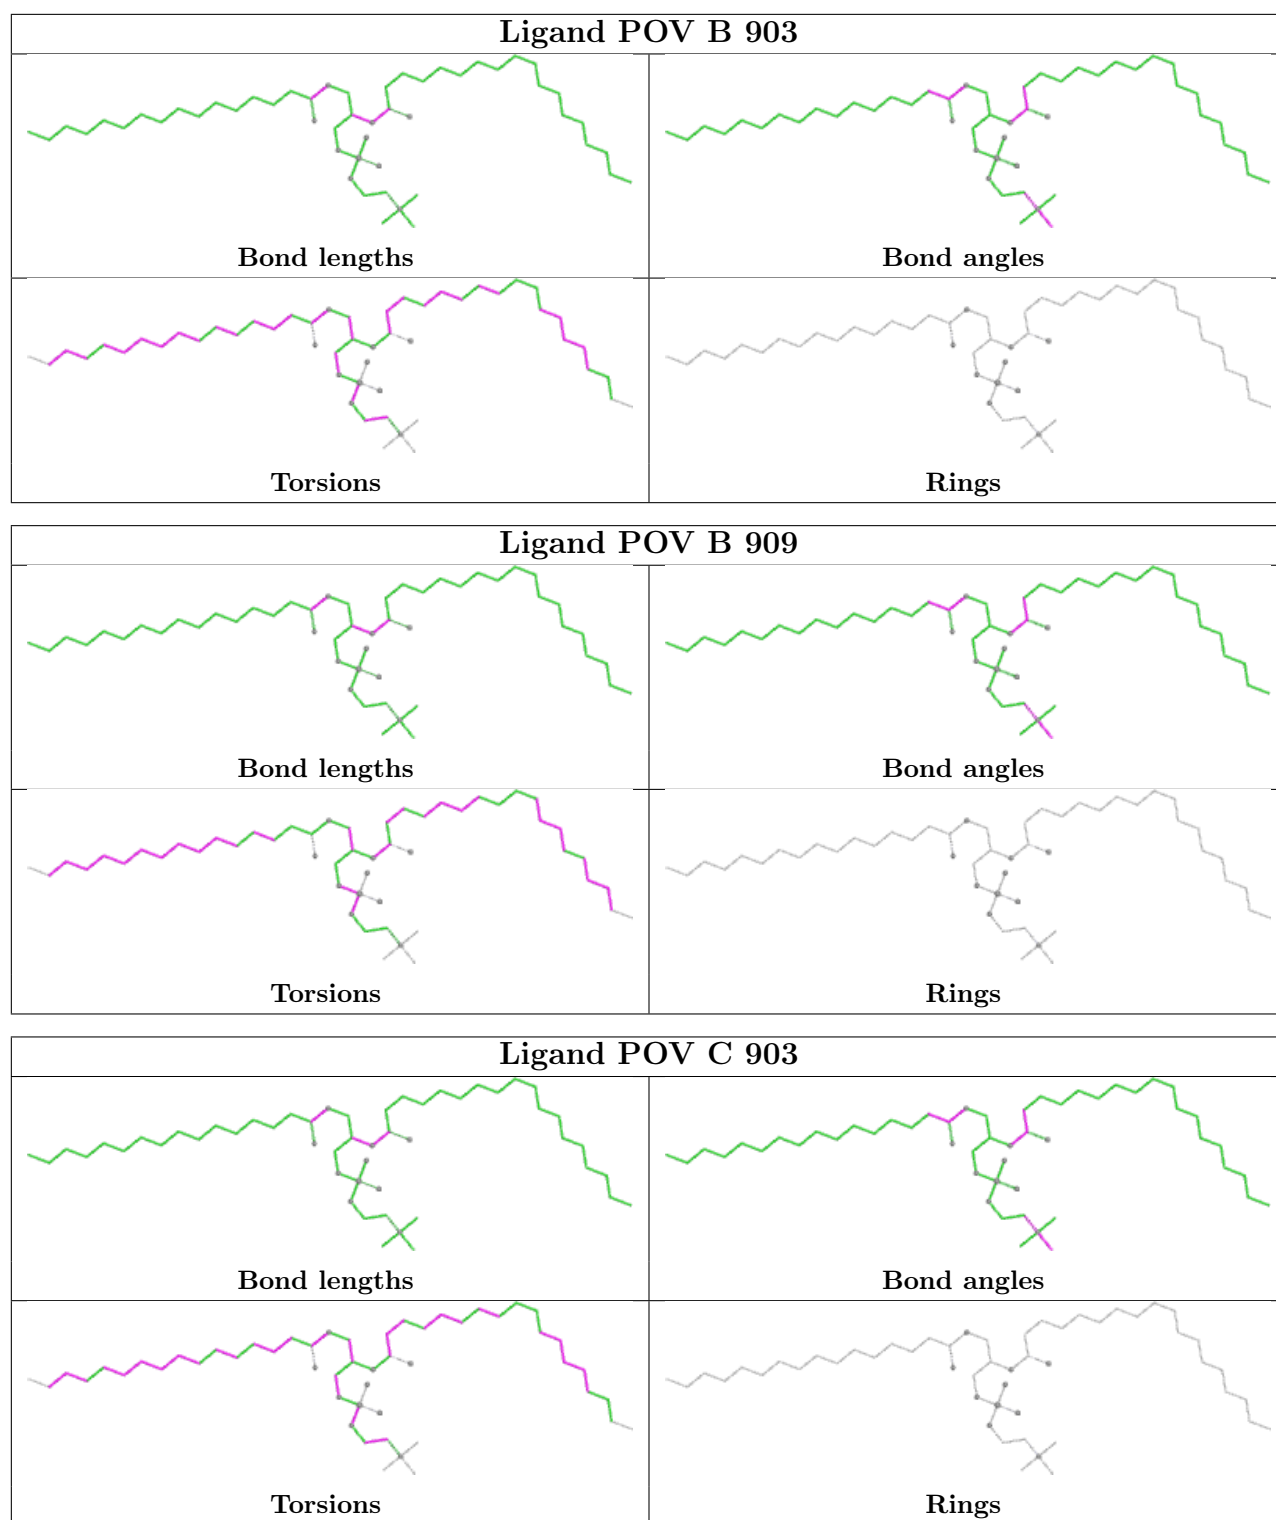 Ligand POV B 903
Bond lengths
Bond angles
Torsions
Rings
Ligand POV B 909
Bond lengths
Bond angles
Torsions
Rings
Ligand POV C 903
Bond lengths
Bond angles
Torsions
Rings